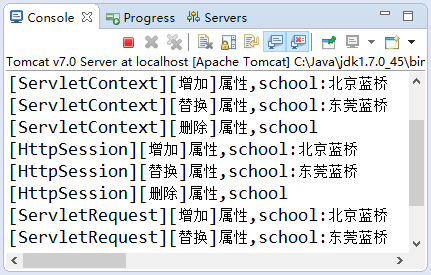 Console Progress Servers
Tomcat v7.0 Server at localhost [Apache Tomcat] C:\Java\jdk1.7.0_45\bin
[ServletContext][增加]属性,school:北京蓝桥
[ServletContext][替换]属性,school:东莞蓝桥
[ServletContext][删除]属性,school
[HttpSession][增加]属性,school:北京蓝桥
[HttpSession][替换]属性,school:东莞蓝桥
[HttpSession][删除]属性,school
[ServletRequest][增加]属性,school:北京蓝桥
[ServletRequest][替换]属性,school:东莞蓝桥